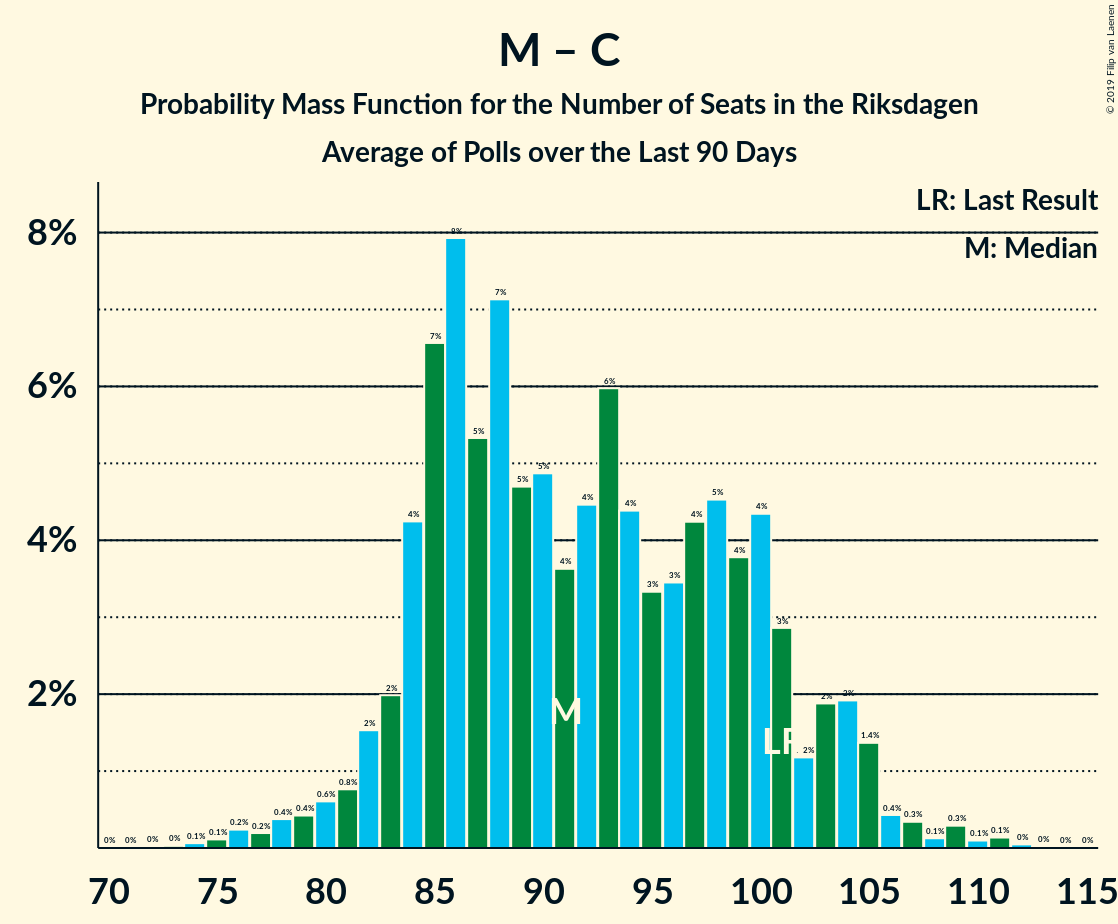 M – C
Probability Mass Function for the Number of Seats in the Riksdagen
Average of Polls over the Last 90 Days
© 2019 Filip van Laenen
LR: Last Result
M: Median
8%
6%
4%
2%
0% 0% 0% 0% 0.1% 0.1% 0.2% 0.2% 0.4% 0.4% 0.6% 0.8% 2% 2% 4% 7% 8% 5% 7% 5% 5% 4% 4% 6% 4% 3% 3% 4% 5% 4% 4% 3% 2% 2% 2% 1.4% 0.4% 0.3% 0.1% 0.3% 0.1% 0.1% 0% 0% 0% 0%
M
LR
70 75 80 85 90 95 100 105 110 115